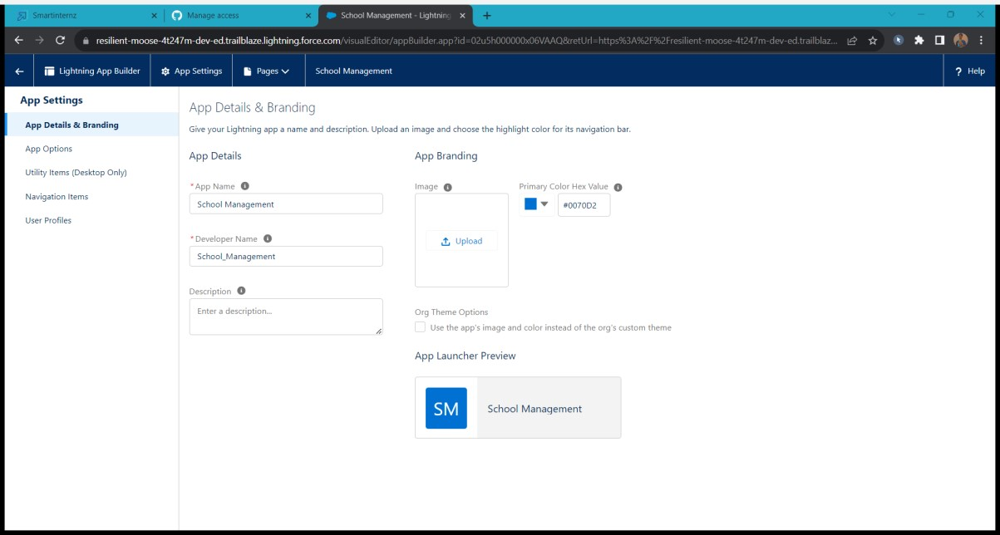 Smartinternz
Manage access
School Management - Lightning
resilient-moose-4t247m-dev-ed.trailblaze.lightning.force.com/visualEditor/appBuilder.app?id=02u5h000000x06VAAQ&retUrl=https%3A%2F%2Fresilient-moose-4t247m-dev-ed.trailblaz...
Lightning App Builder
App Settings
Pages
School Management
? Help
App Settings
App Details & Branding
App Options
Utility Items (Desktop Only)
Navigation Items
User Profiles
App Details & Branding
Give your Lightning app a name and description. Upload an image and choose the highlight color for its navigation bar.
App Details
*App Name
School Management
*Developer Name
School_Management
Description
Enter a description...
App Branding
Image
Upload
Primary Color Hex Value
#0070D2
Org Theme Options
Use the app's image and color instead of the org's custom theme
App Launcher Preview
SM
School Management